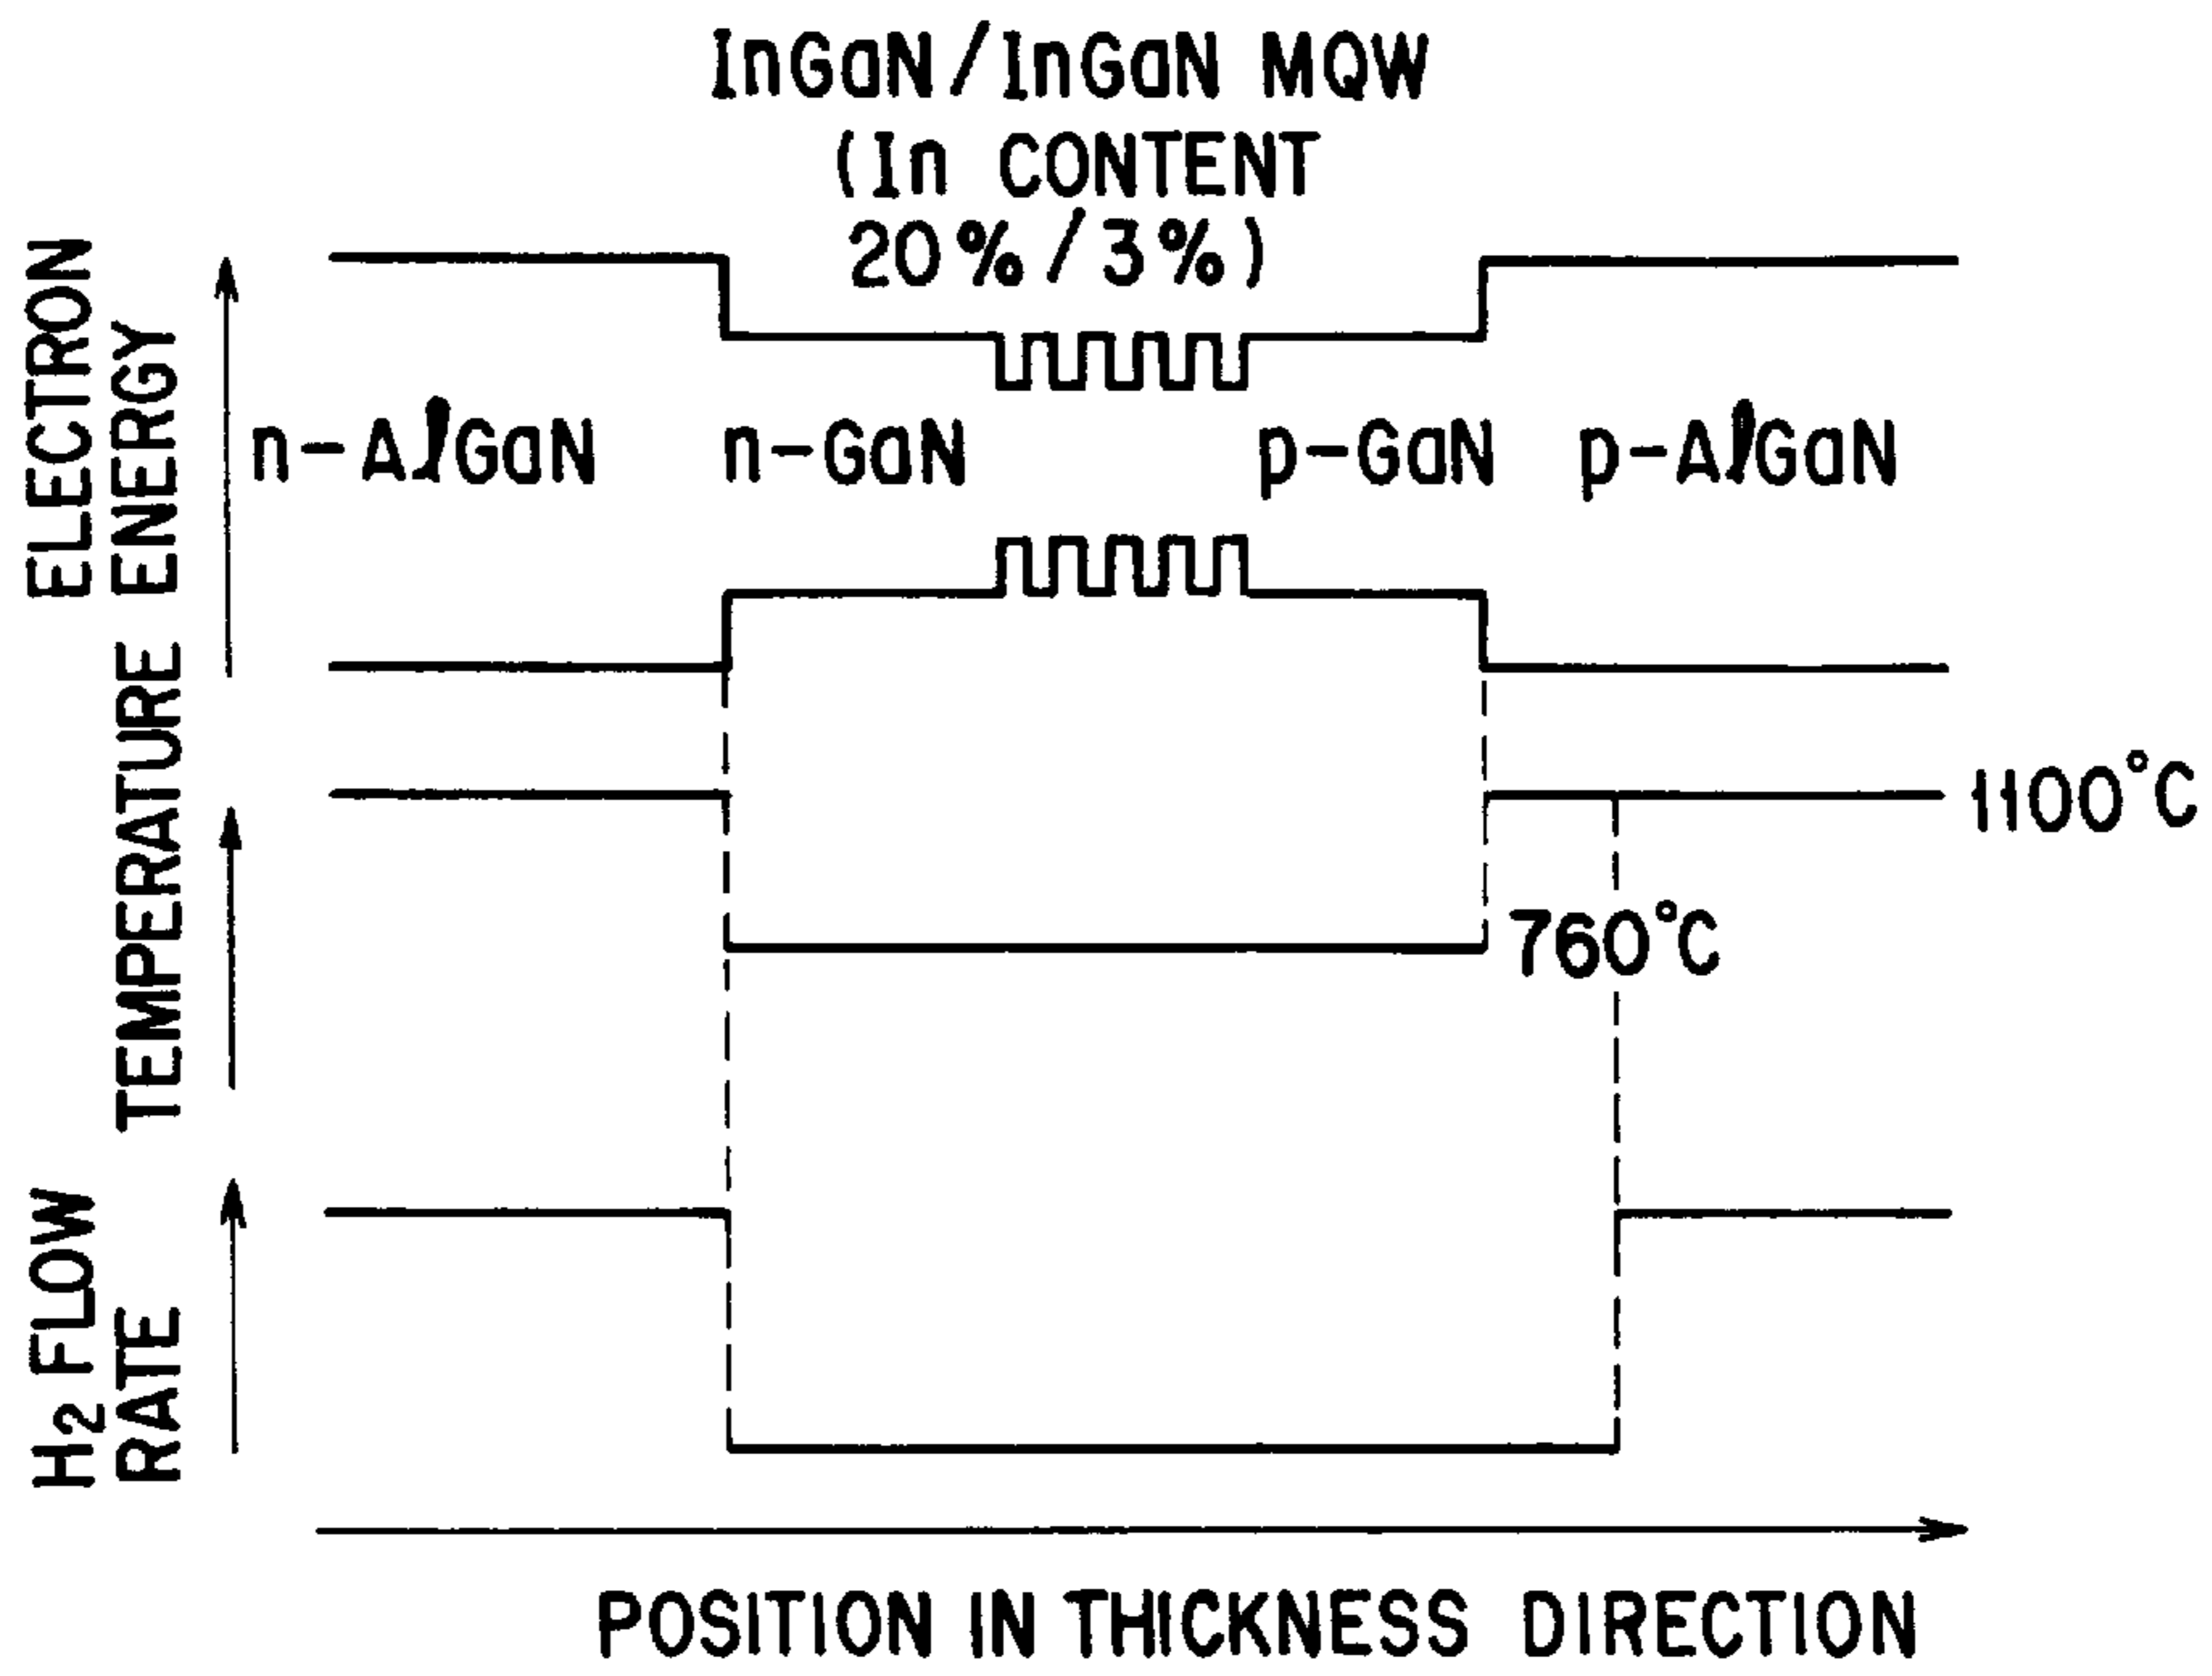 InGaN/InGaN MQW
(In CONTENT
20%/3%)
ELECTRON
ENERGY
n-AlGaN
n-GaN
p-GaN
p-AlGaN
TEMPERATURE
1100°C
760°C
H2 FLOW
RATE
POSITION IN THICKNESS DIRECTION